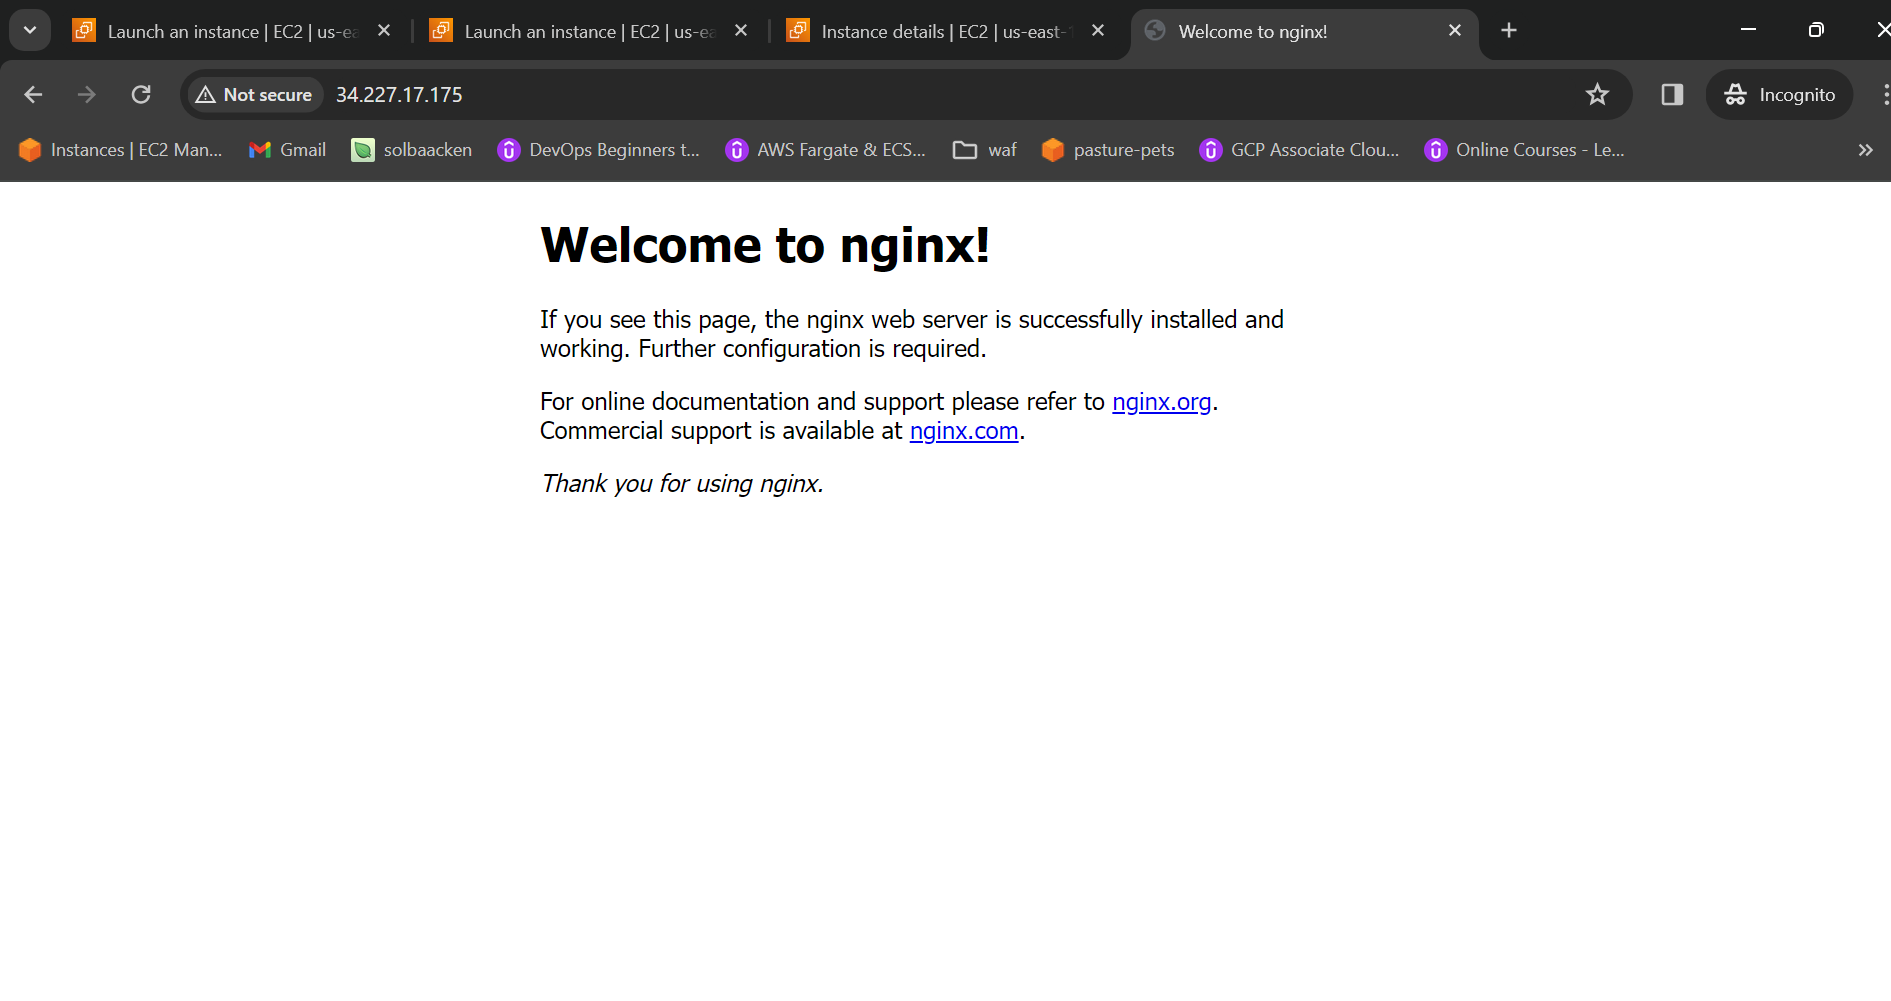 Launch an instance | EC2 | us-ea
Launch an instance | EC2 | us-ea
Instance details | EC2 | us-east-1
Welcome to nginx!
Not secure
34.227.17.175
Incognito
Instances | EC2 Man...
Gmail
solbaacken
DevOps Beginners t...
AWS Fargate & ECS...
waf
pasture-pets
GCP Associate Clou...
Online Courses - Le...
Welcome to nginx!
If you see this page, the nginx web server is successfully installed and
working. Further configuration is required.
For online documentation and support please refer to nginx.org.
Commercial support is available at nginx.com.
Thank you for using nginx.